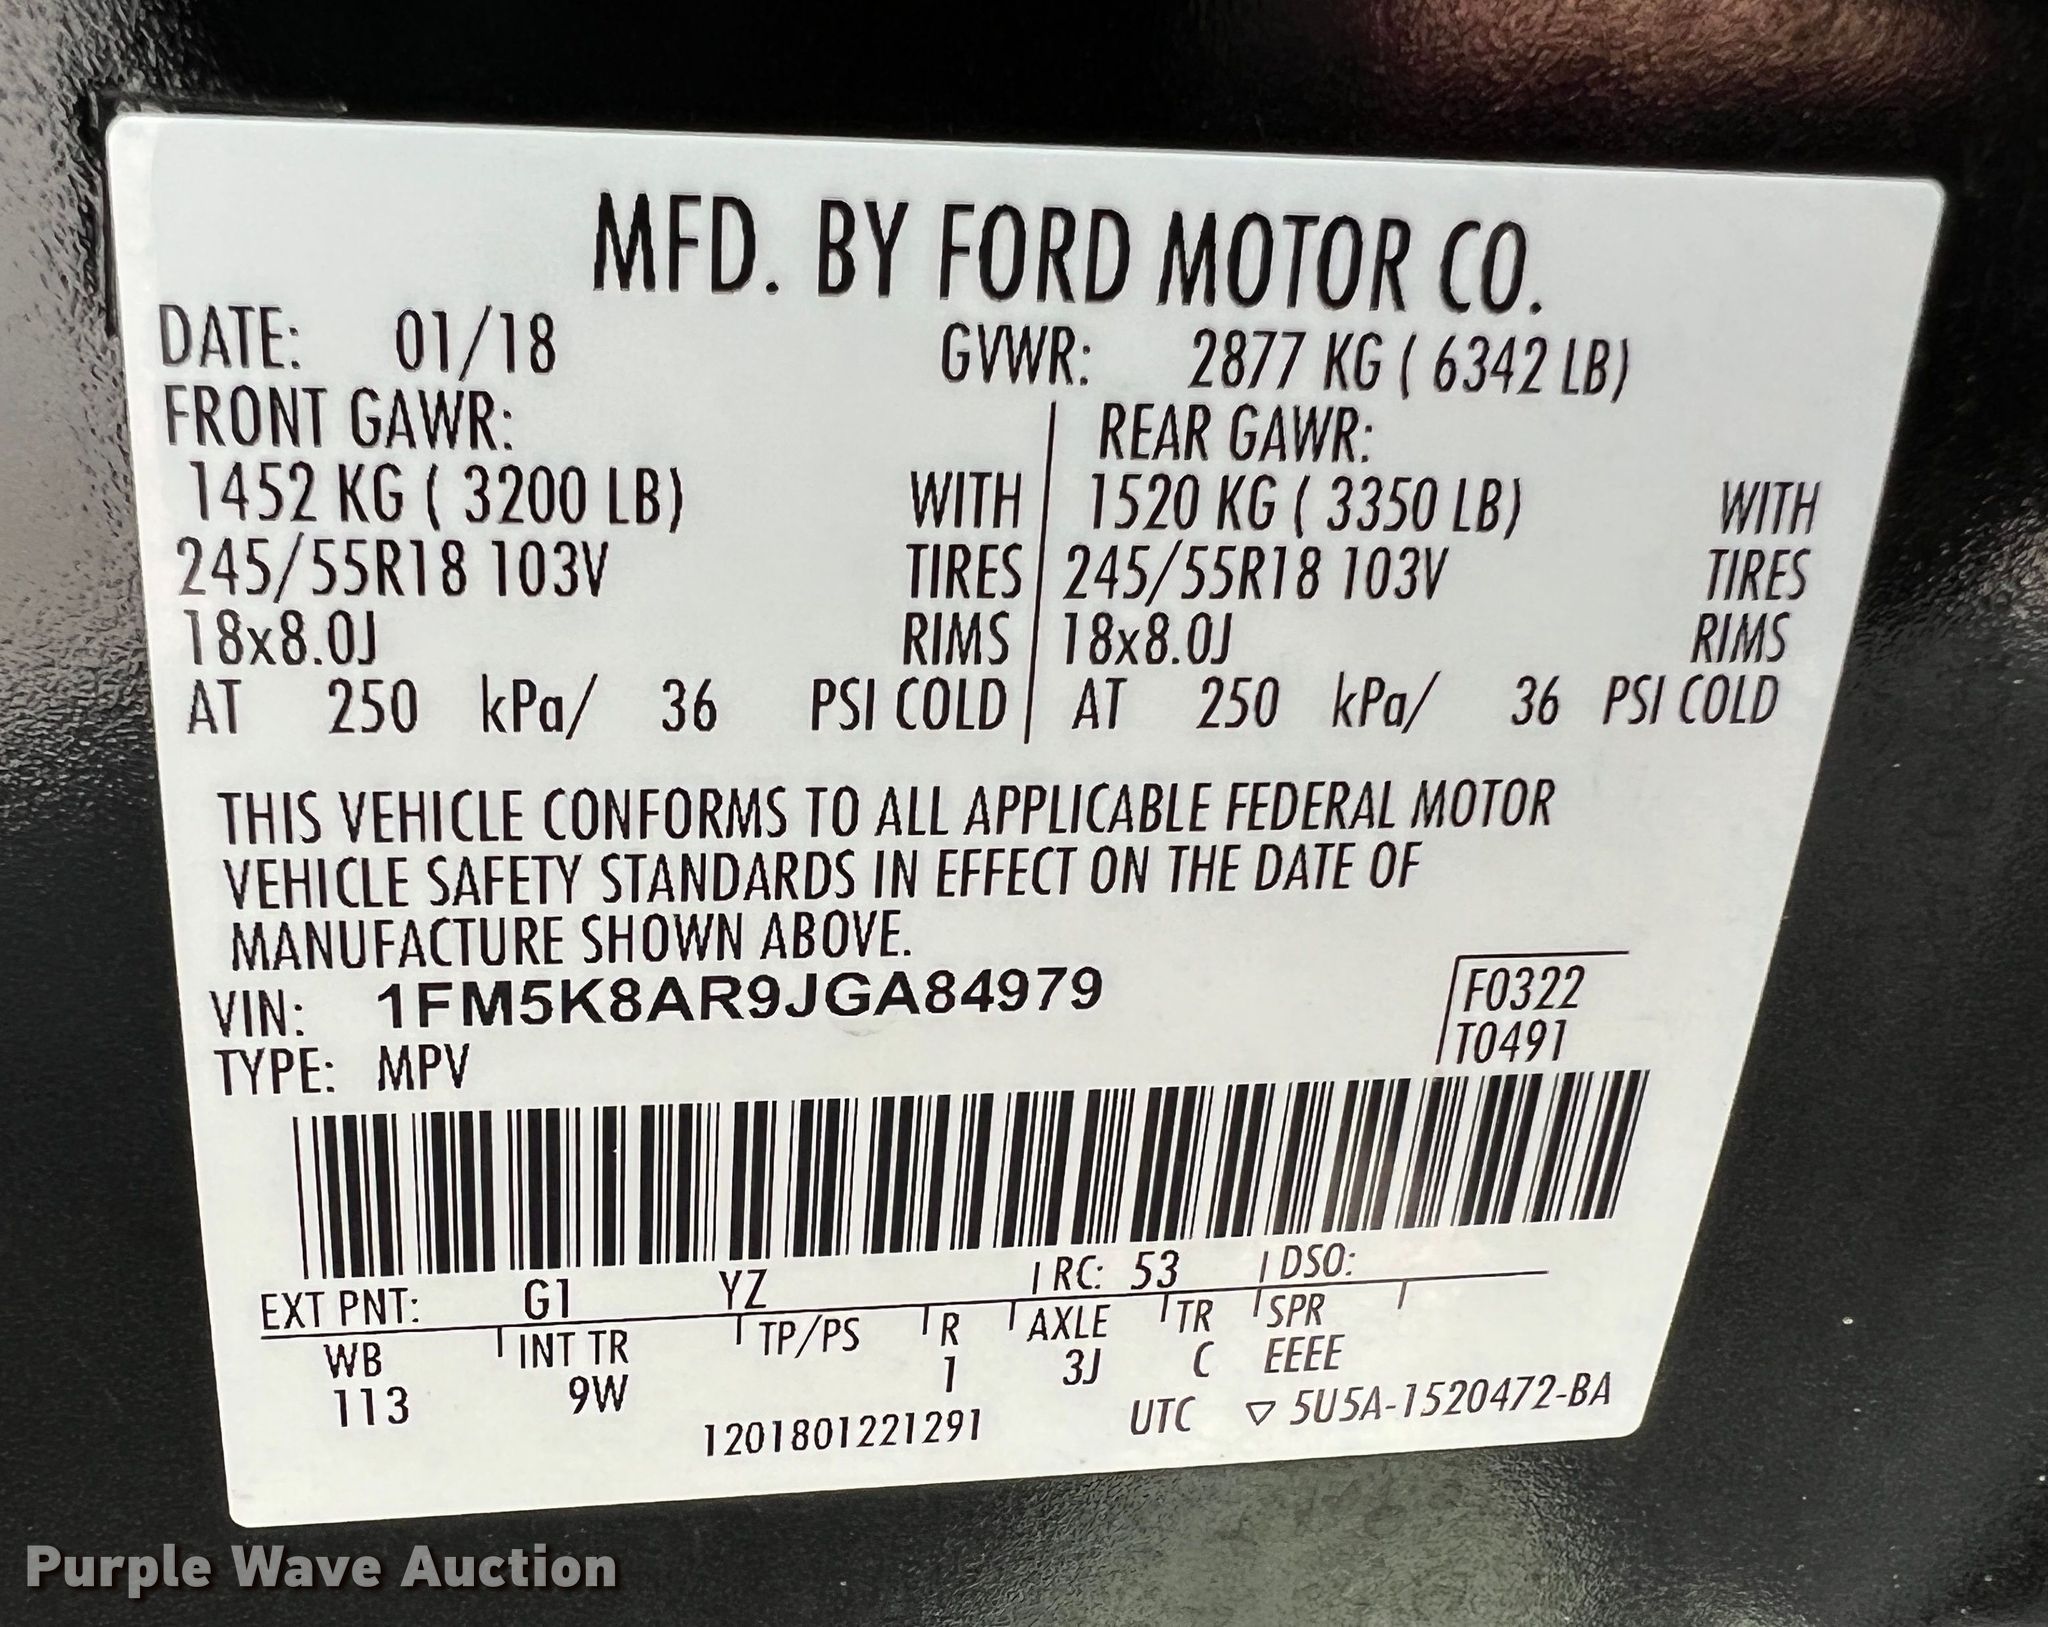 MFD. BY FORD MOTOR CO.
DATE: 01/18 GVWR: 2877 KG ( 6342 LB)
FRONT GAWR: REAR GAWR:
1452 KG ( 3200 LB) WITH 1520 KG ( 3350 LB) WITH
245/55R18 103V TIRES 245/55R18 103V TIRES
18x8.0J RIMS 18x8.0J RIMS
AT 250 kPa/ 36 PSI COLD AT 250 kPa/ 36 PSI COLD
THIS VEHICLE CONFORMS TO ALL APPLICABLE FEDERAL MOTOR
VEHICLE SAFETY STANDARDS IN EFFECT ON THE DATE OF
MANUFACTURE SHOWN ABOVE.
VIN: 1FM5K8AR9JGA84979 F0322
TYPE: MPV T0491
EXT PNT: G1 YZ RC: 53 DSO:
WB INT TR TP/PS R AXLE TR SPR
113 9W 1 3J C EEEE
1201801221291 UTC ▽ 5U5A-1520472-BA
Purple Wave Auction